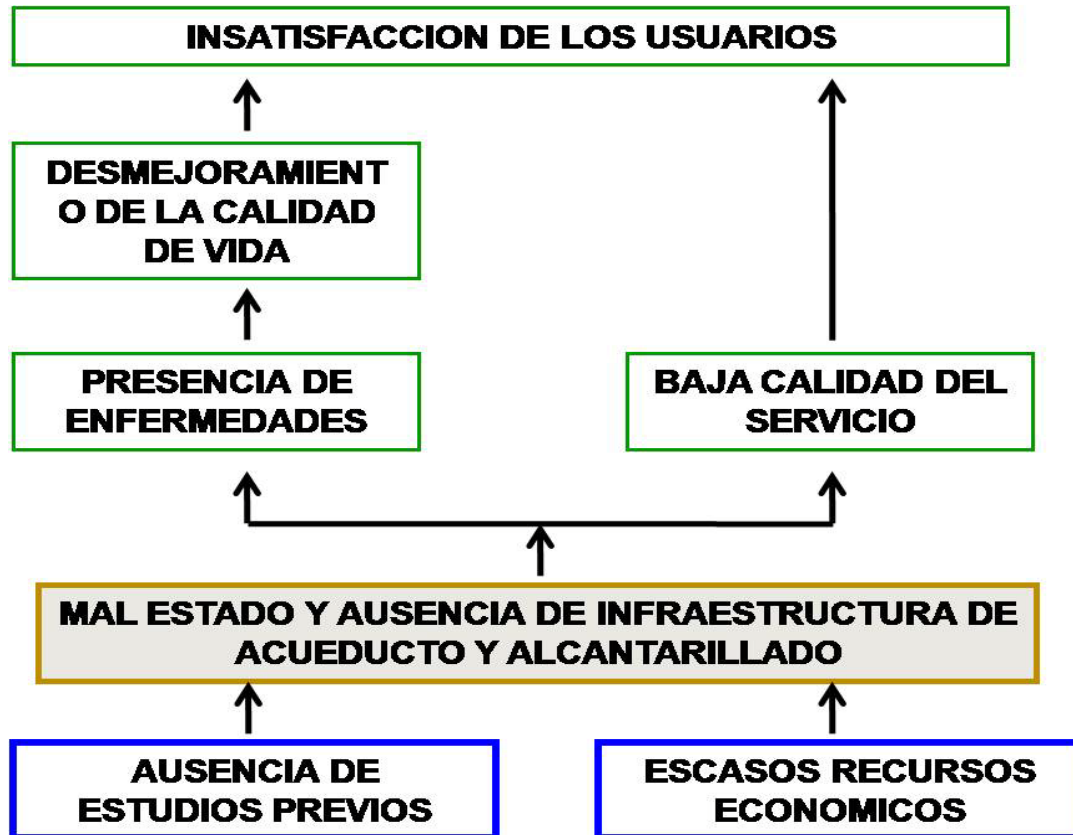 INSATISFACCION DE LOS USUARIOS
DESMEJORAMIENT
O DE LA CALIDAD
DE VIDA
PRESENCIA DE
ENFERMEDADES
BAJA CALIDAD DEL
SERVICIO
MAL ESTADO Y AUSENCIA DE INFRAESTRUCTURA DE
ACUEDUCTO Y ALCANTARILLADO
AUSENCIA DE
ESTUDIOS PREVIOS
ESCASOS RECURSOS
ECONOMICOS